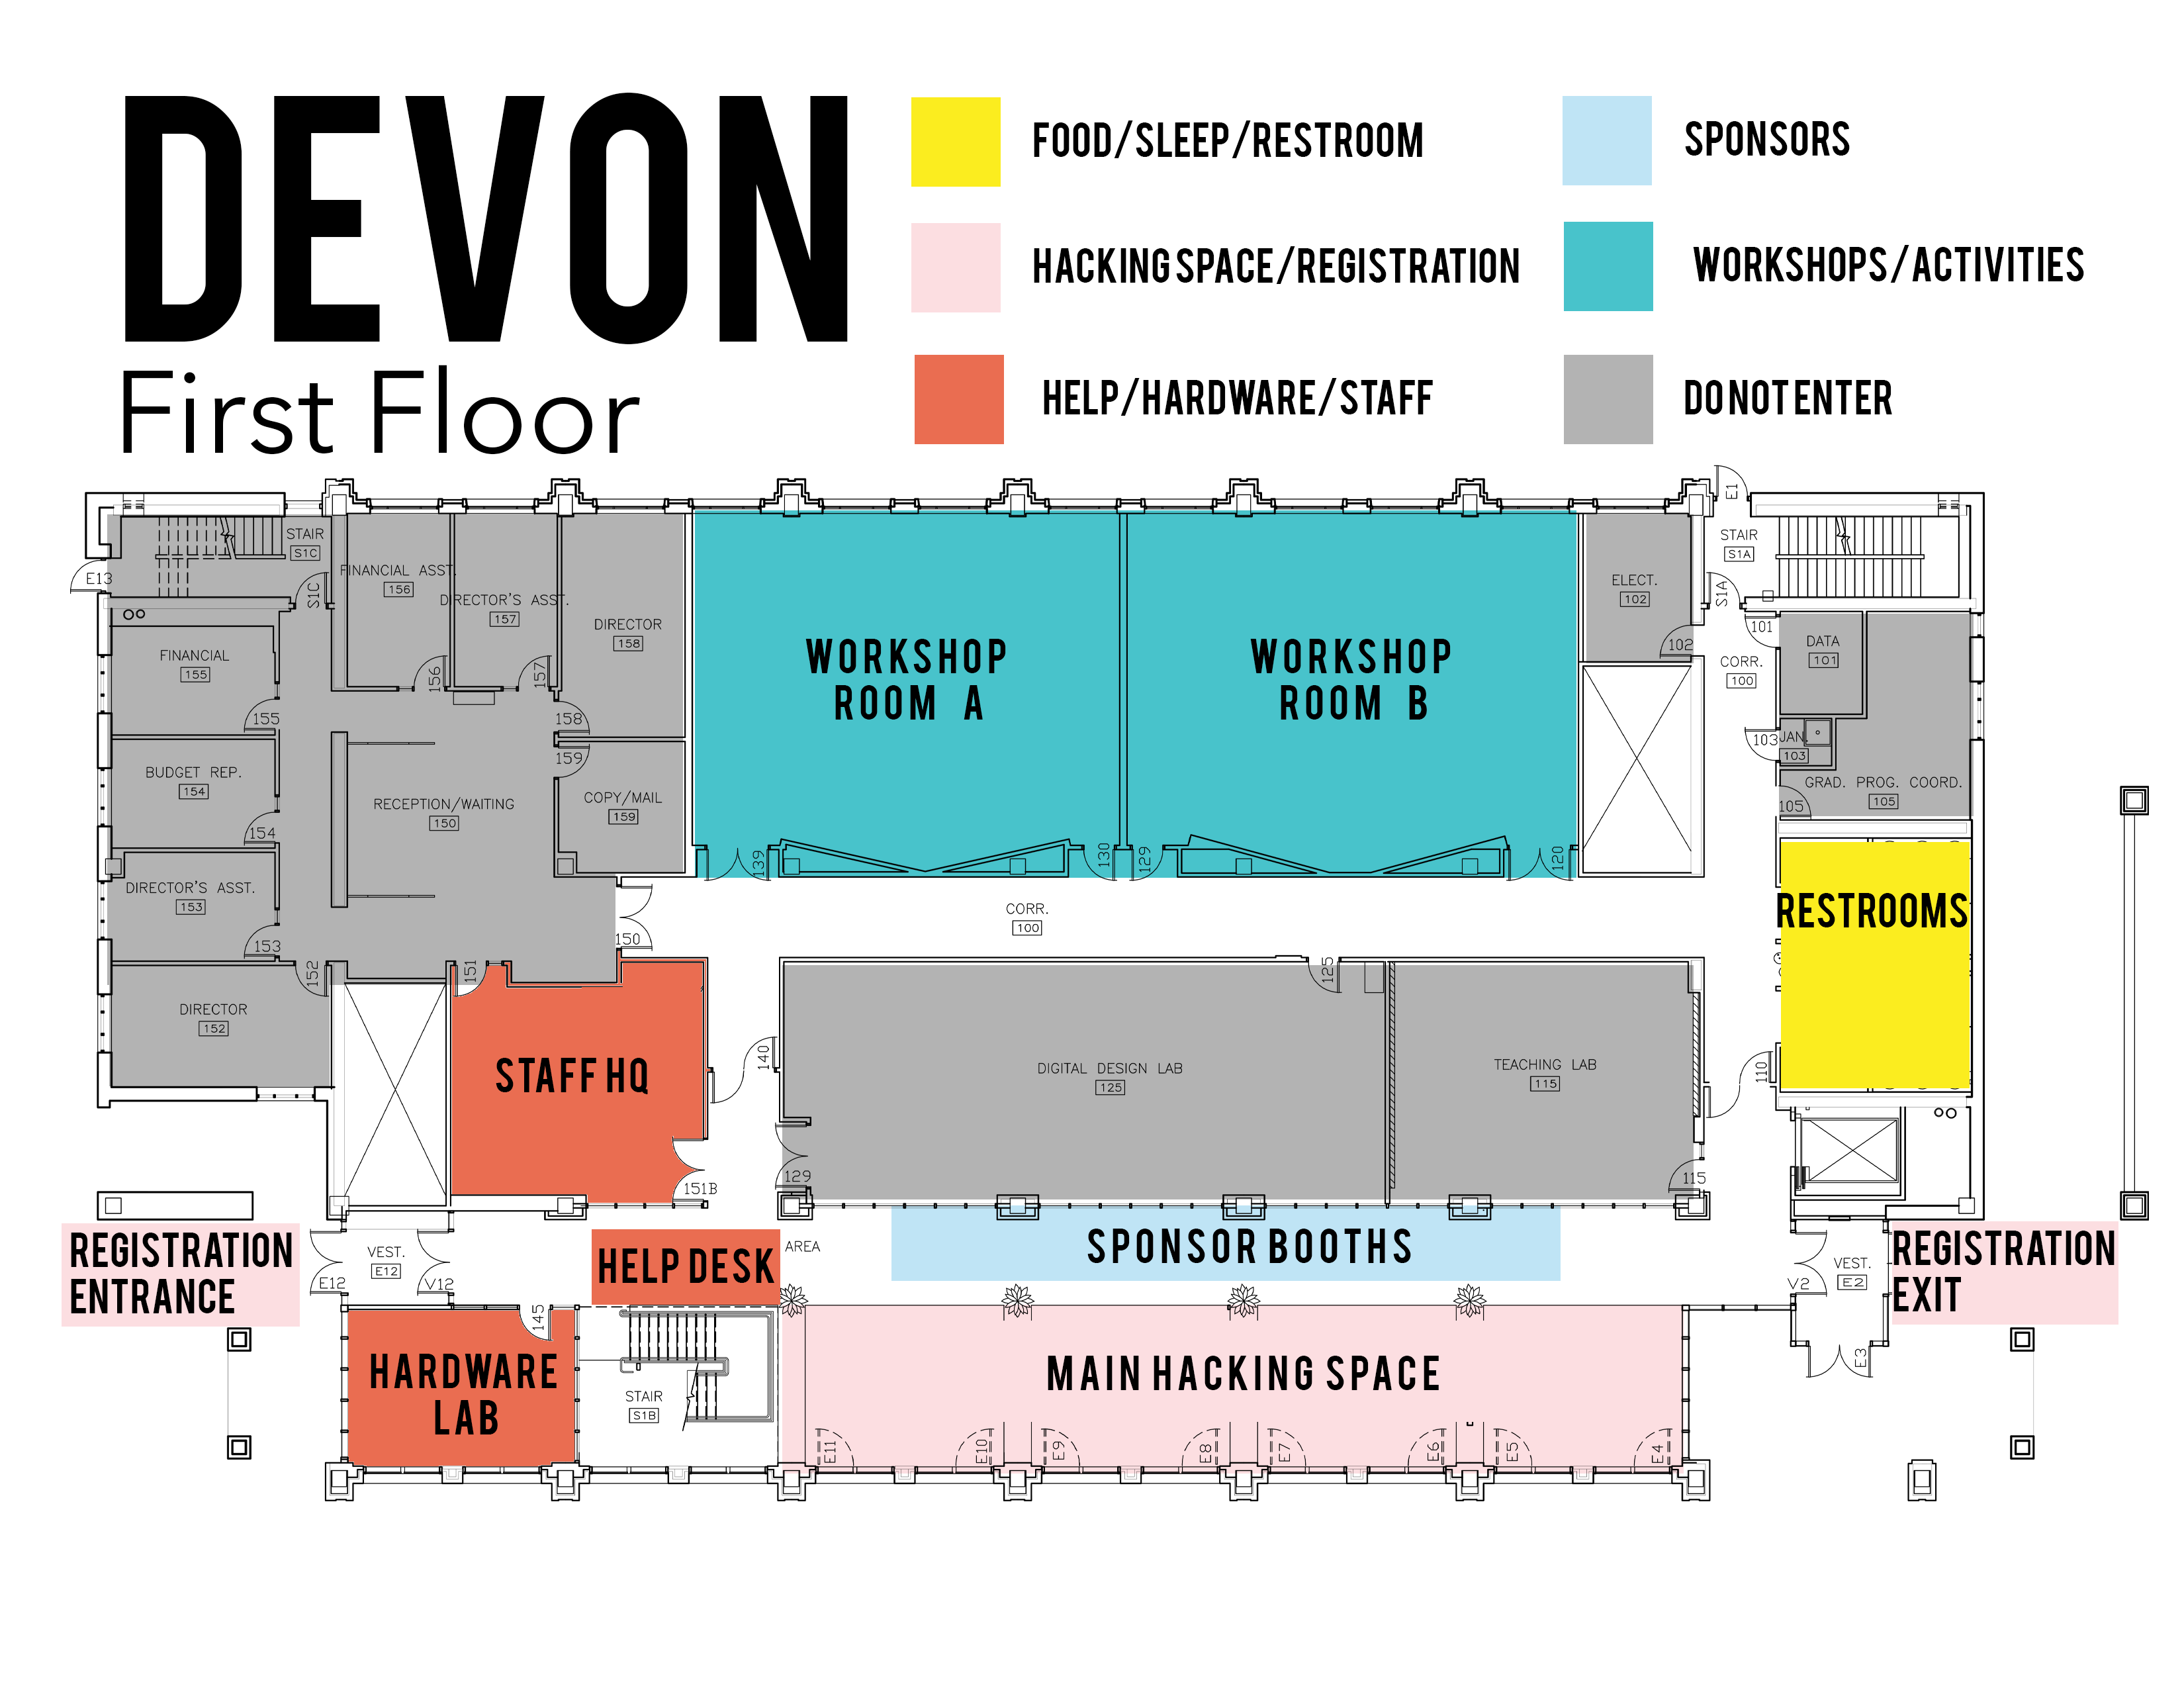 DEVON
First Floor
FOOD/SLEEP/RESTROOM
SPONSORS
HACKING SPACE/REGISTRATION
WORKSHOPS/ACTIVITIES
HELP/HARDWARE/STAFF
DO NOT ENTER
E1
STAIR
S1C
E13
S1C
FINANCIAL ASST.
156
156
DIRECTOR'S ASST.
157
157
DIRECTOR
158
158
FINANCIAL
155
155
BUDGET REP.
154
154
DIRECTOR'S ASST.
153
153
DIRECTOR
152
152
RECEPTION/WAITING
150
150
151
159
COPY/MAIL
159
WORKSHOP
ROOM A
139
130
WORKSHOP
ROOM B
129
120
ELECT.
102
102
STAIR
S1A
S1A
101
DATA
101
CORR.
100
103
JAN.
103
GRAD. PROG. COORD.
105
105
RESTROOMS
CORR.
100
STAFF HQ
151B
140
129
DIGITAL DESIGN LAB
125
125
TEACHING LAB
115
115
110
REGISTRATION
ENTRANCE
E12
VEST.
E12
V12
HELP DESK
AREA
SPONSOR BOOTHS
V2
VEST.
E2
E3
REGISTRATION
EXIT
HARDWARE
LAB
145
STAIR
S1B
MAIN HACKING SPACE
E11
E10
E9
E8
E7
E6
E5
E4